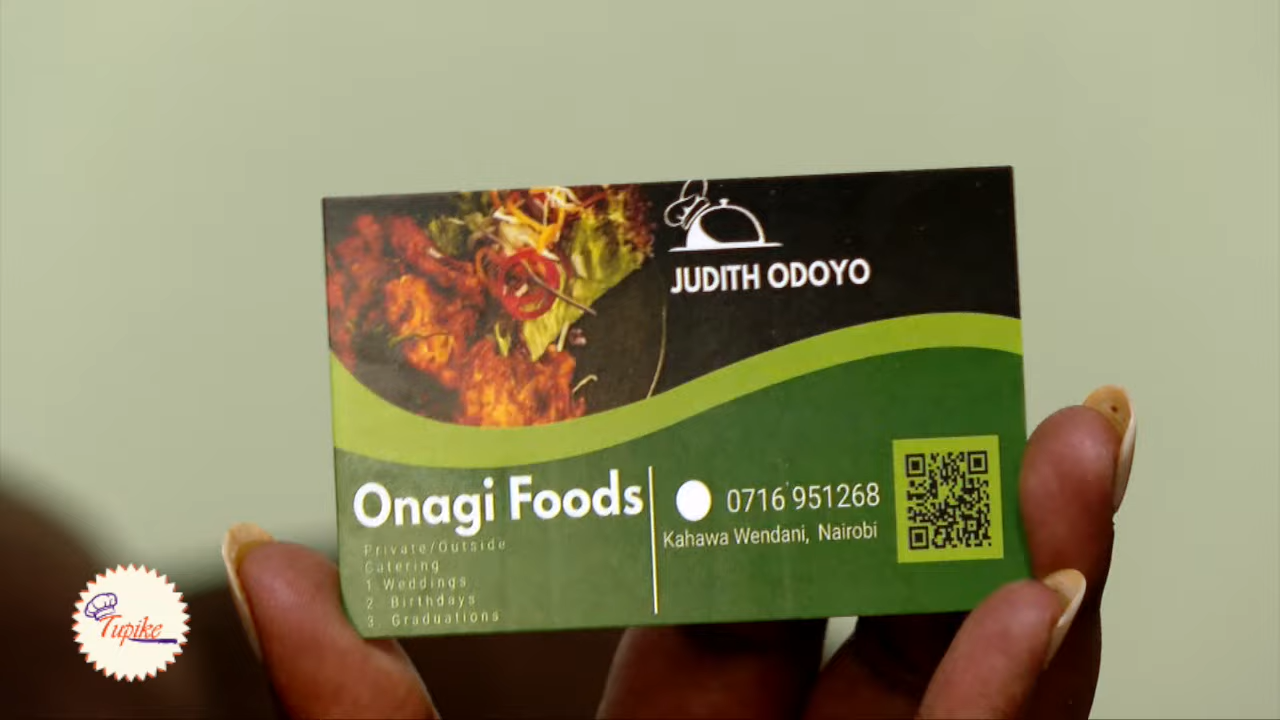 JUDITH ODOYO
Onagi Foods
Private/Outside
Catering
1 Weddings
2. Birthdays
3. Graduations
0716 951268
Kahawa Wendani, Nairobi
Tupike